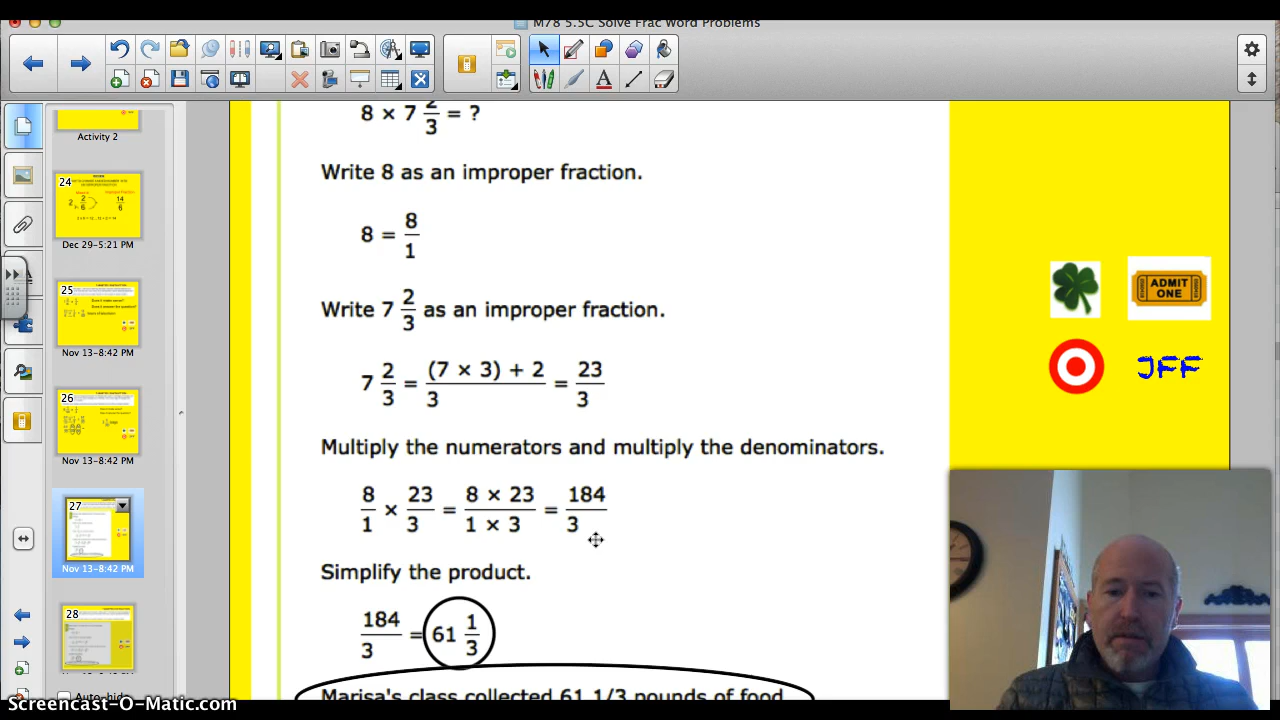 M78 5.5C Solve Frac Word Problems
8 × 7 2/3 = ?
Write 8 as an improper fraction.
8 = 8/1
Write 7 2/3 as an improper fraction.
7 2/3 = (7 × 3) + 2/3 = 23/3
Multiply the numerators and multiply the denominators.
8/1 × 23/3 = 8 × 23/1 × 3 = 184/3
Simplify the product.
184/3 = 61 1/3
Marisa's class collected 61 1/3 pounds of food
ADMIT
ONE
JFF
Activity 2
24
Dec 29-5:21 PM
25
Nov 13-8:42 PM
26
Nov 13-8:42 PM
27
Nov 13-8:42 PM
28
Auto-hide
Screencast-O-Matic.com